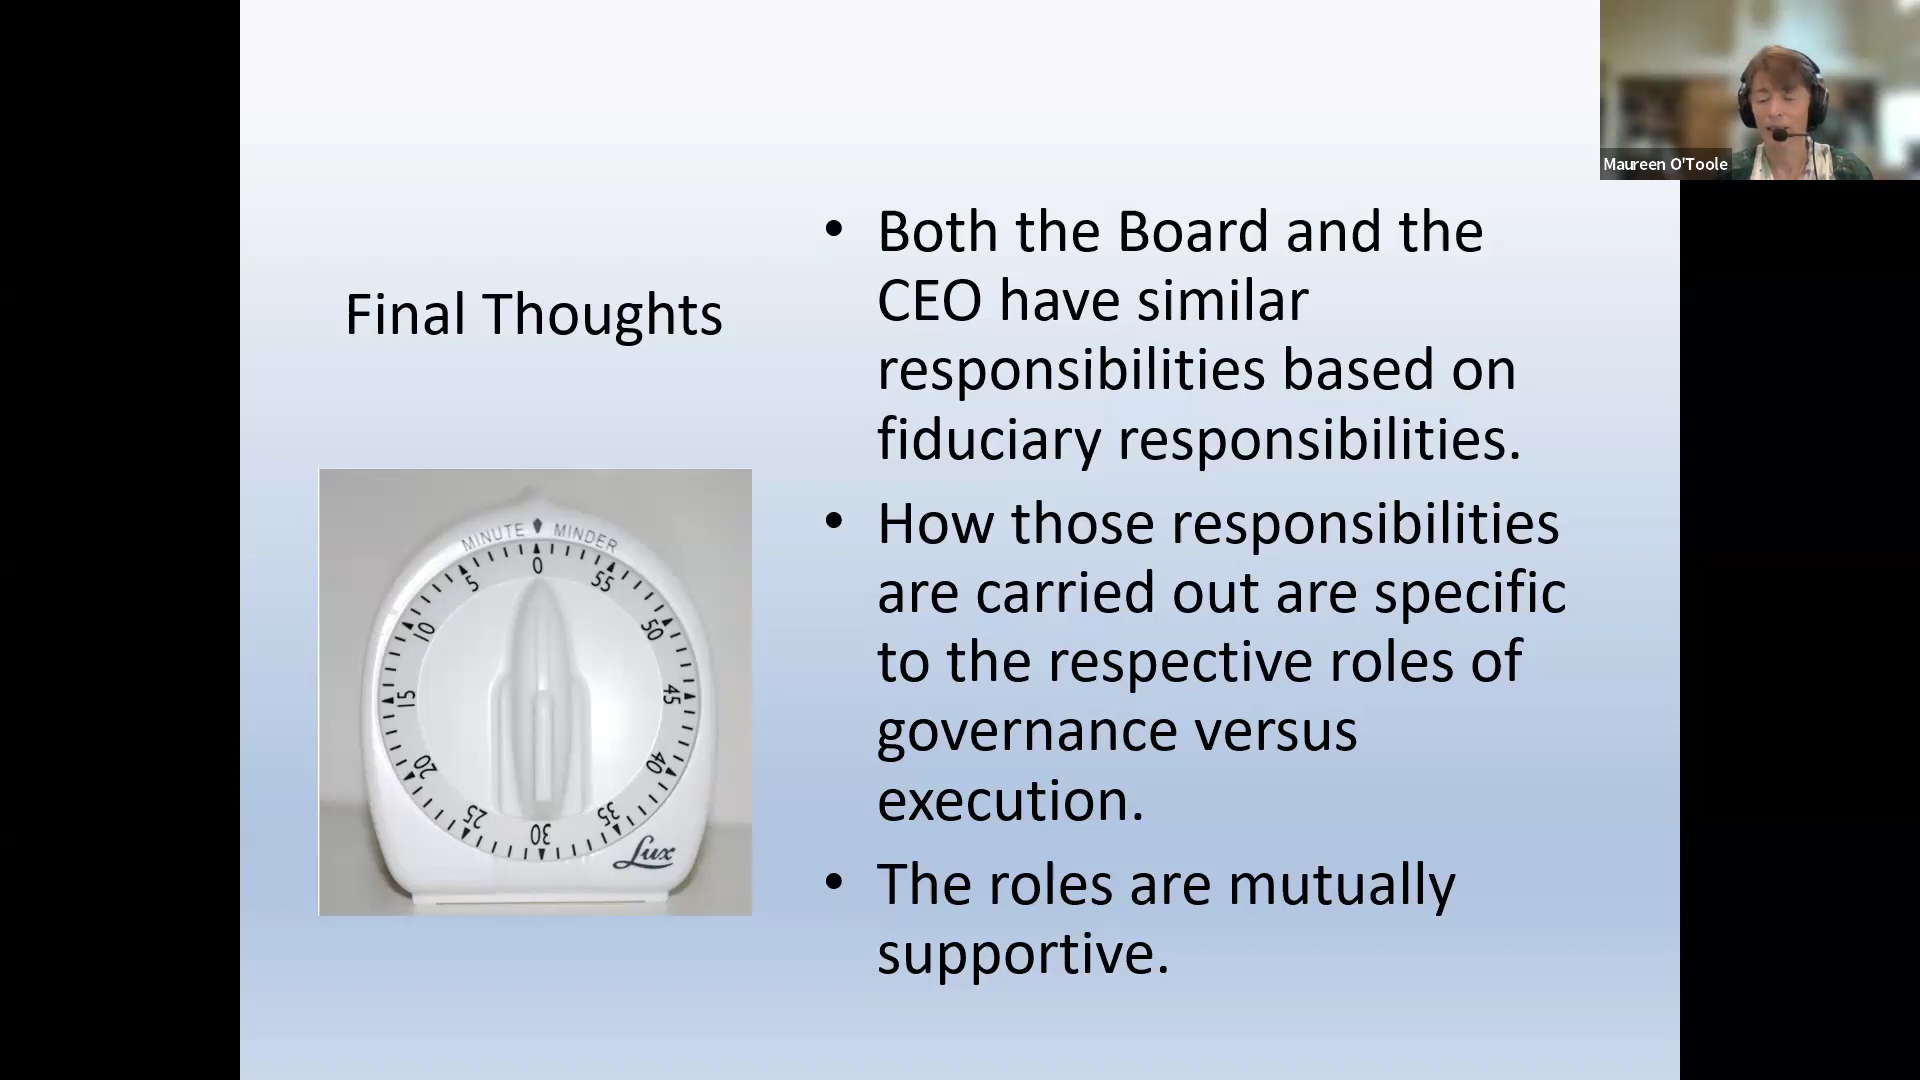 Maureen O'Toole
Final Thoughts
MINUTE MINDER
0
55
50
45
40
35
30
25
20
15
10
5
Lux
• Both the Board and the
CEO have similar
responsibilities based on
fiduciary responsibilities.
• How those responsibilities
are carried out are specific
to the respective roles of
governance versus
execution.
• The roles are mutually
supportive.